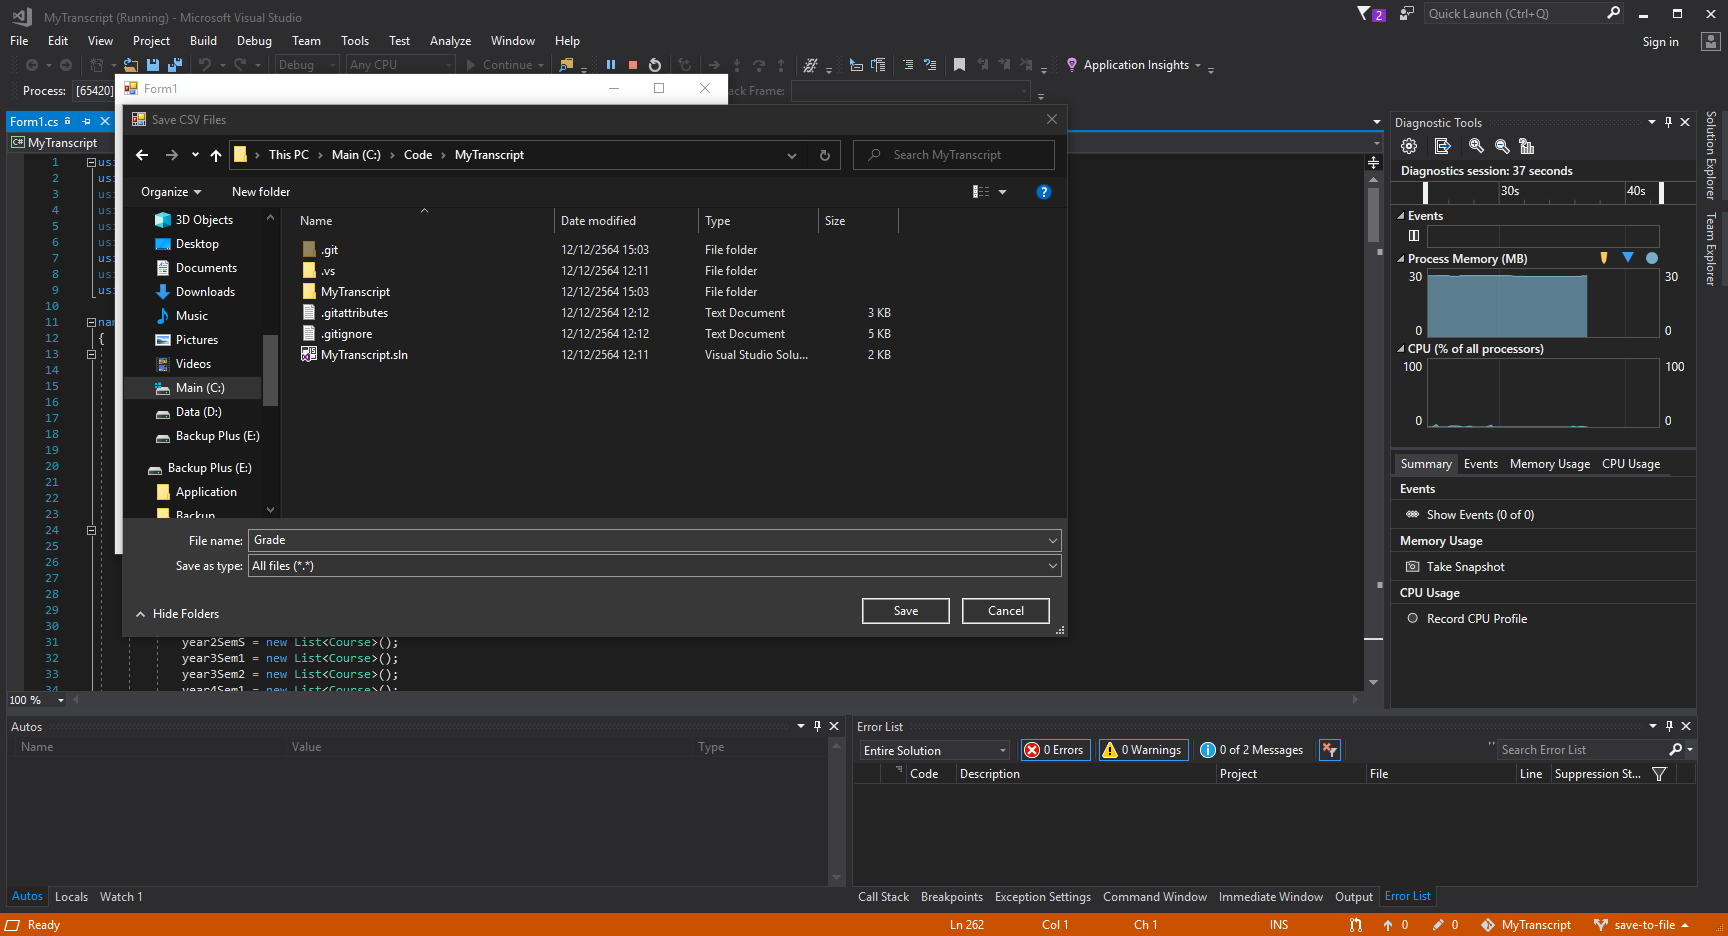 MyTranscript (Running) - Microsoft Visual Studio
2
Quick Launch (Ctrl+Q)
File Edit View Project Build Debug Team Tools Test Analyze Window Help
Sign in
Debug Any CPU Continue Application Insights
Process: [65420] Form1 ck Frame:
Form1.cs
Save CSV Files
C# MyTranscript
This PC > Main (C:) > Code > MyTranscript
Search MyTranscript
Organize New folder
3D Objects
Desktop
Documents
Downloads
Music
Pictures
Videos
Main (C:)
Data (D:)
Backup Plus (E:)
Backup Plus (E:)
Application
Backup
Name Date modified Type Size
.git 12/12/2564 15:03 File folder
.vs 12/12/2564 12:11 File folder
MyTranscript 12/12/2564 15:03 File folder
.gitattributes 12/12/2564 12:12 Text Document 3 KB
.gitignore 12/12/2564 12:12 Text Document 5 KB
MyTranscript.sln 12/12/2564 12:11 Visual Studio Solu... 2 KB
File name: Grade
Save as type: All files (*.*)
Hide Folders
Save Cancel
1 us
2 us
3 us
4 us
5 us
6 us
7 us
8 us
9 us
10
11 na
12 {
13
14
15
16
17
18
19
20
21
22
23
24
25
26
27
28
29
30
31 year2SemS = new List<Course>();
32 year3Sem1 = new List<Course>();
33 year3Sem2 = new List<Course>();
34 year4Sem1 = new List<Course>();
100 %
Diagnostic Tools
Diagnostics session: 37 seconds
30s 40s
Events
Process Memory (MB)
30 30
0 0
CPU (% of all processors)
100 100
0 0
Summary Events Memory Usage CPU Usage
Events
Show Events (0 of 0)
Memory Usage
Take Snapshot
CPU Usage
Record CPU Profile
Solution Explorer
Team Explorer
Autos
Name Value Type
Autos Locals Watch 1
Error List
Entire Solution 0 Errors 0 Warnings 0 of 2 Messages Search Error List
Code Description Project File Line Suppression St...
Call Stack Breakpoints Exception Settings Command Window Immediate Window Output Error List
Ready Ln 262 Col 1 Ch 1 INS 0 0 MyTranscript save-to-file